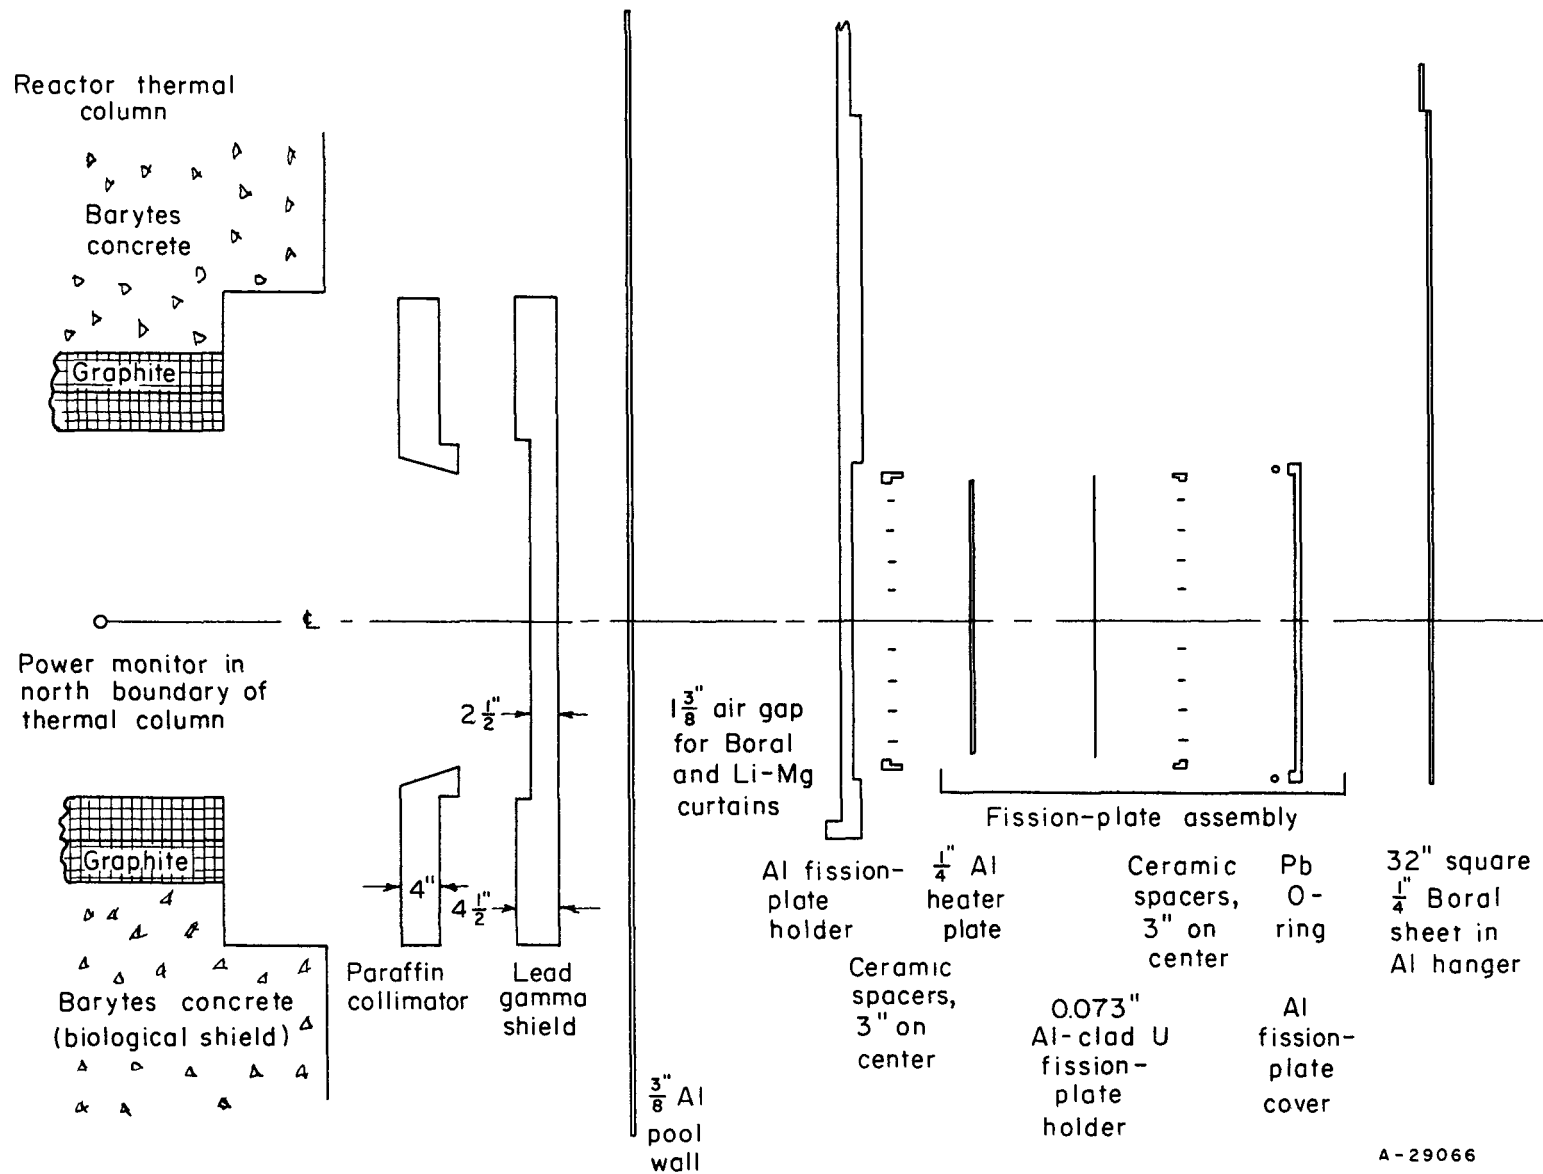 Reactor thermal
column
Barytes
concrete
Graphite
℄
Power monitor in
north boundary of
thermal column
Graphite
Barytes concrete
(biological shield)
4"
Paraffin
collimator
2 1/2"
4 1/2"
Lead
gamma
shield
3/8" Al
pool
wall
1 3/8" air gap
for Boral
and Li-Mg
curtains
Al fission-
plate
holder
Ceramic
spacers,
3" on
center
1/4" Al
heater
plate
Fission-plate assembly
0.073"
Al-clad U
fission-
plate
holder
Ceramic
spacers,
3" on
center
Pb
O-
ring
Al
fission-
plate
cover
32" square
1/4" Boral
sheet in
Al hanger
A-29066